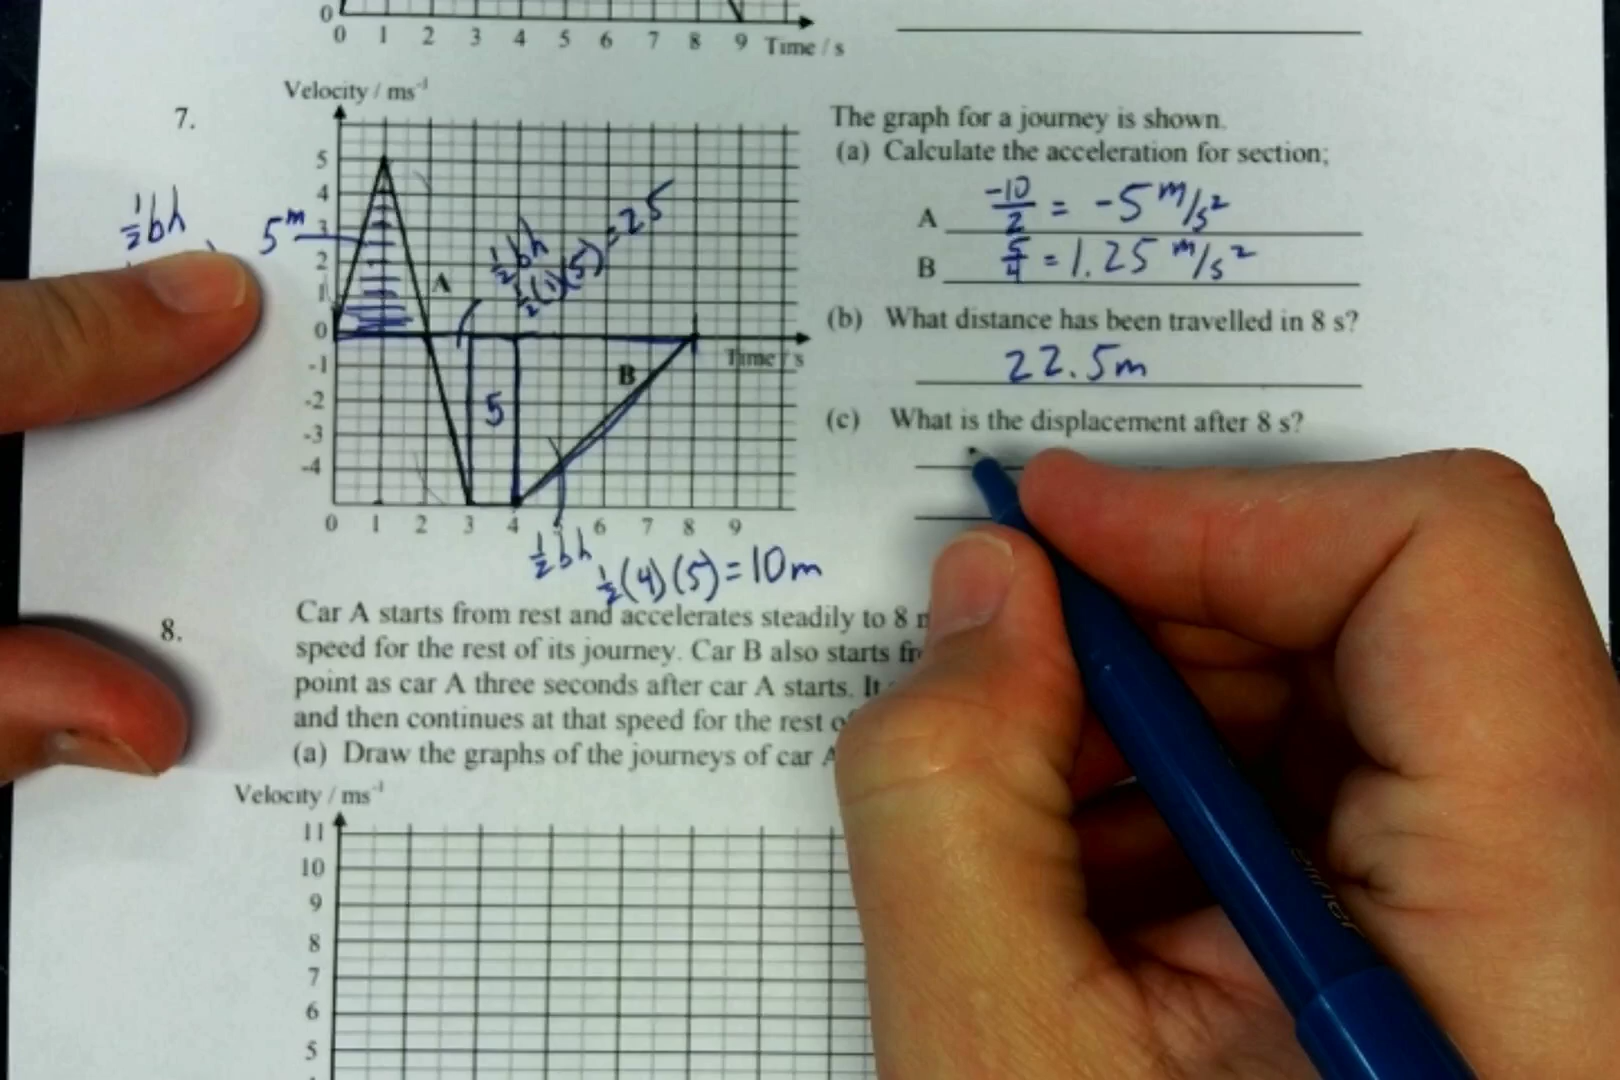 0
0 1 2 3 4 5 6 7 8 9 Time / s
7.
Velocity / ms⁻¹
5
4
3
2
1
0
-1
-2
-3
-4
0 1 2 3 4 6 7 8 9
Time / s
A
B
½bh
5m
½bh
½(1)(5)=25
5
½bh
½(4)(5)=10m
The graph for a journey is shown.
(a) Calculate the acceleration for section;
A -10/2 = -5 m/s²
B 5/4 = 1.25 m/s²
(b) What distance has been travelled in 8 s?
22.5m
(c) What is the displacement after 8 s?
8.
Car A starts from rest and accelerates steadily to 8
speed for the rest of its journey. Car B also starts
point as car A three seconds after car A starts. It
and then continues at that speed for the rest
(a) Draw the graphs of the journeys of car
Velocity / ms⁻¹
11
10
9
8
7
6
5